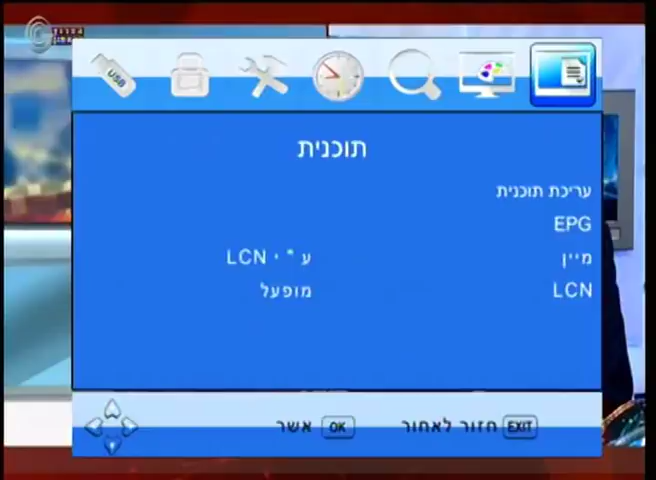 USB
תוכנית
עריכת תוכנית
EPG
מיין ע"י LCN
LCN מופעל
EXIT חזור לאחור OK אשר